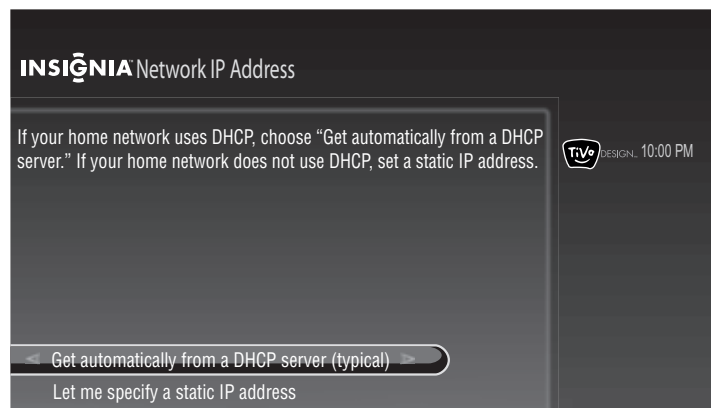 INSIGNIA™ Network IP Address
If your home network uses DHCP, choose “Get automatically from a DHCP
server.” If your home network does not use DHCP, set a static IP address.
TiVo DESIGN™ 10:00 PM
Get automatically from a DHCP server (typical)
Let me specify a static IP address